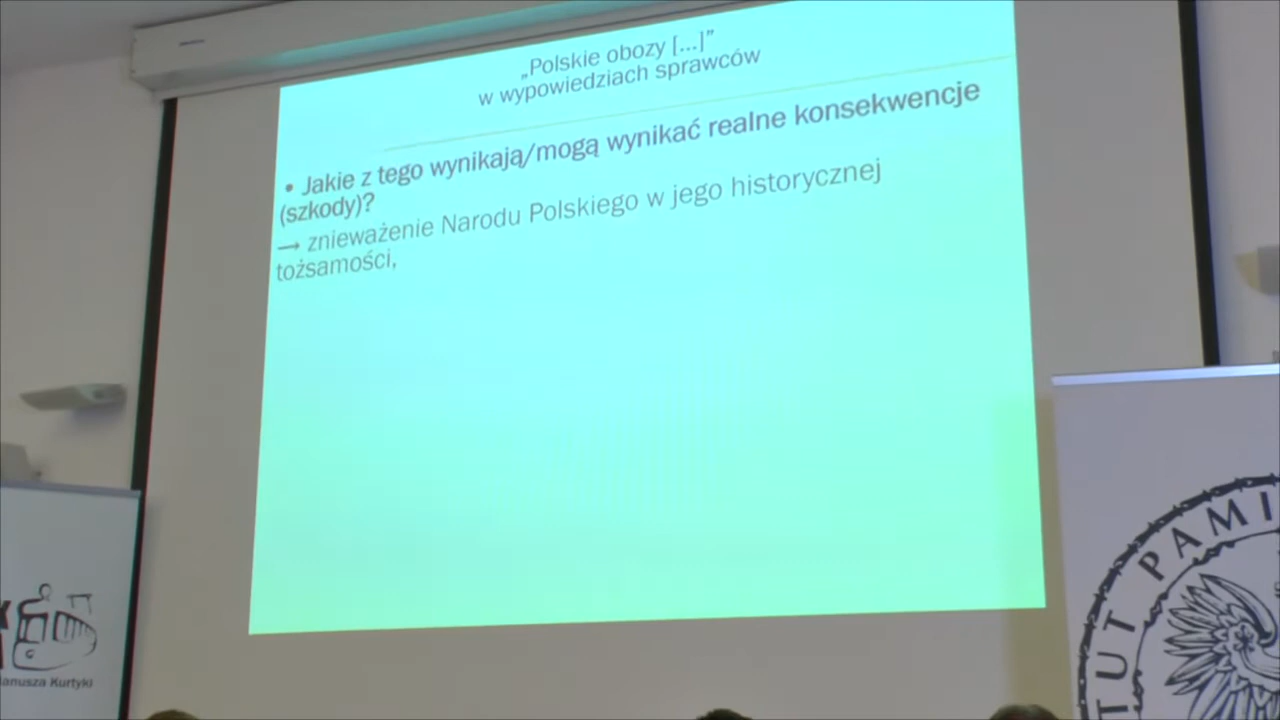 „Polskie obozy [...]”
w wypowiedziach sprawców
• Jakie z tego wynikają/mogą wynikać realne konsekwencje
(szkody)?
→ znieważenie Narodu Polskiego w jego historycznej
tożsamości,
TUT PAMI
Janusza Kurtyki